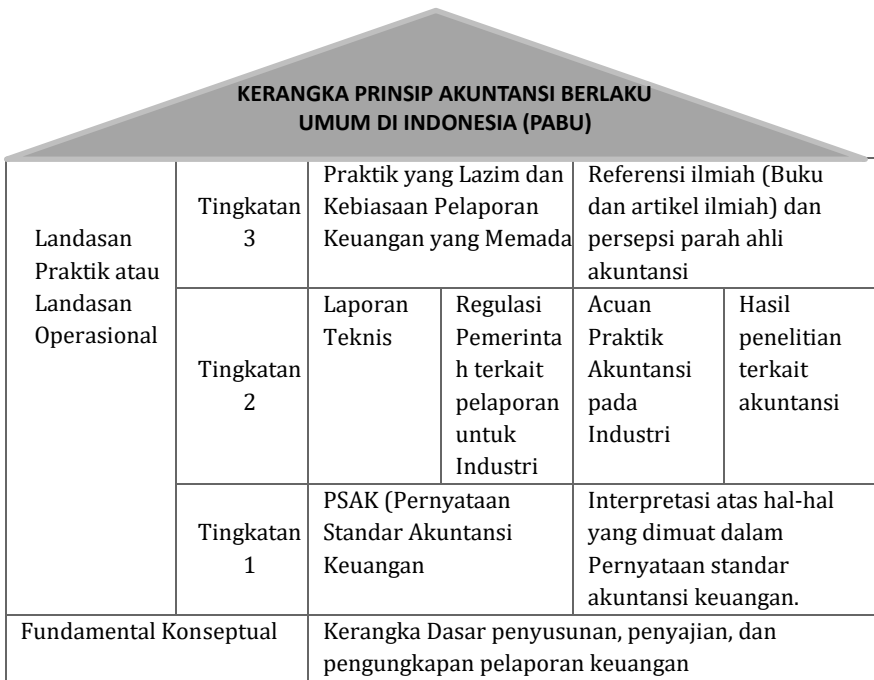 KERANGKA PRINSIP AKUNTANSI BERLAKU
UMUM DI INDONESIA (PABU)
Landasan
Praktik atau
Landasan
Operasional
Tingkatan
3
Praktik yang Lazim dan
Kebiasaan Pelaporan
Keuangan yang Memada
Referensi ilmiah (Buku
dan artikel ilmiah) dan
persepsi parah ahli
akuntansi
Tingkatan
2
Laporan
Teknis
Regulasi
Pemerinta
h terkait
pelaporan
untuk
Industri
Acuan
Praktik
Akuntansi
pada
Industri
Hasil
penelitian
terkait
akuntansi
Tingkatan
1
PSAK (Pernyataan
Standar Akuntansi
Keuangan
Interpretasi atas hal-hal
yang dimuat dalam
Pernyataan standar
akuntansi keuangan.
Fundamental Konseptual
Kerangka Dasar penyusunan, penyajian, dan
pengungkapan pelaporan keuangan